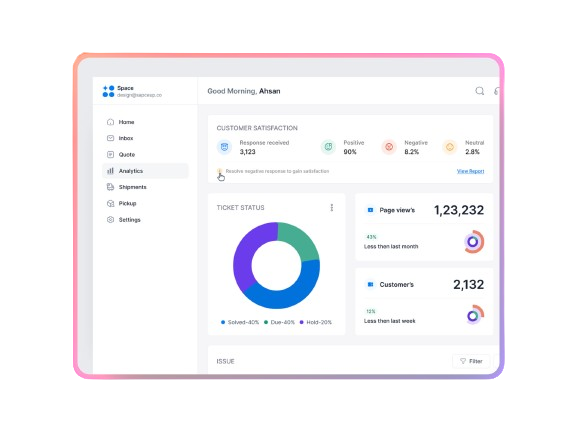 Space
Good Morning, Ahsan
Home
Inbox
Quote
Analytics
Shipments
Pickup
Settings
CUSTOMER SATISFACTION
Response received
3,123
Positive
90%
Negative
8.2%
Neutral
2.8%
Resolve negative response to gain satisfaction
View Report
TICKET STATUS
Solved-40% Due-40% Hold-20%
Page view's 1,23,232
43%
Less then last month
Customer's 2,132
12%
Less then last week
ISSUE
Filter